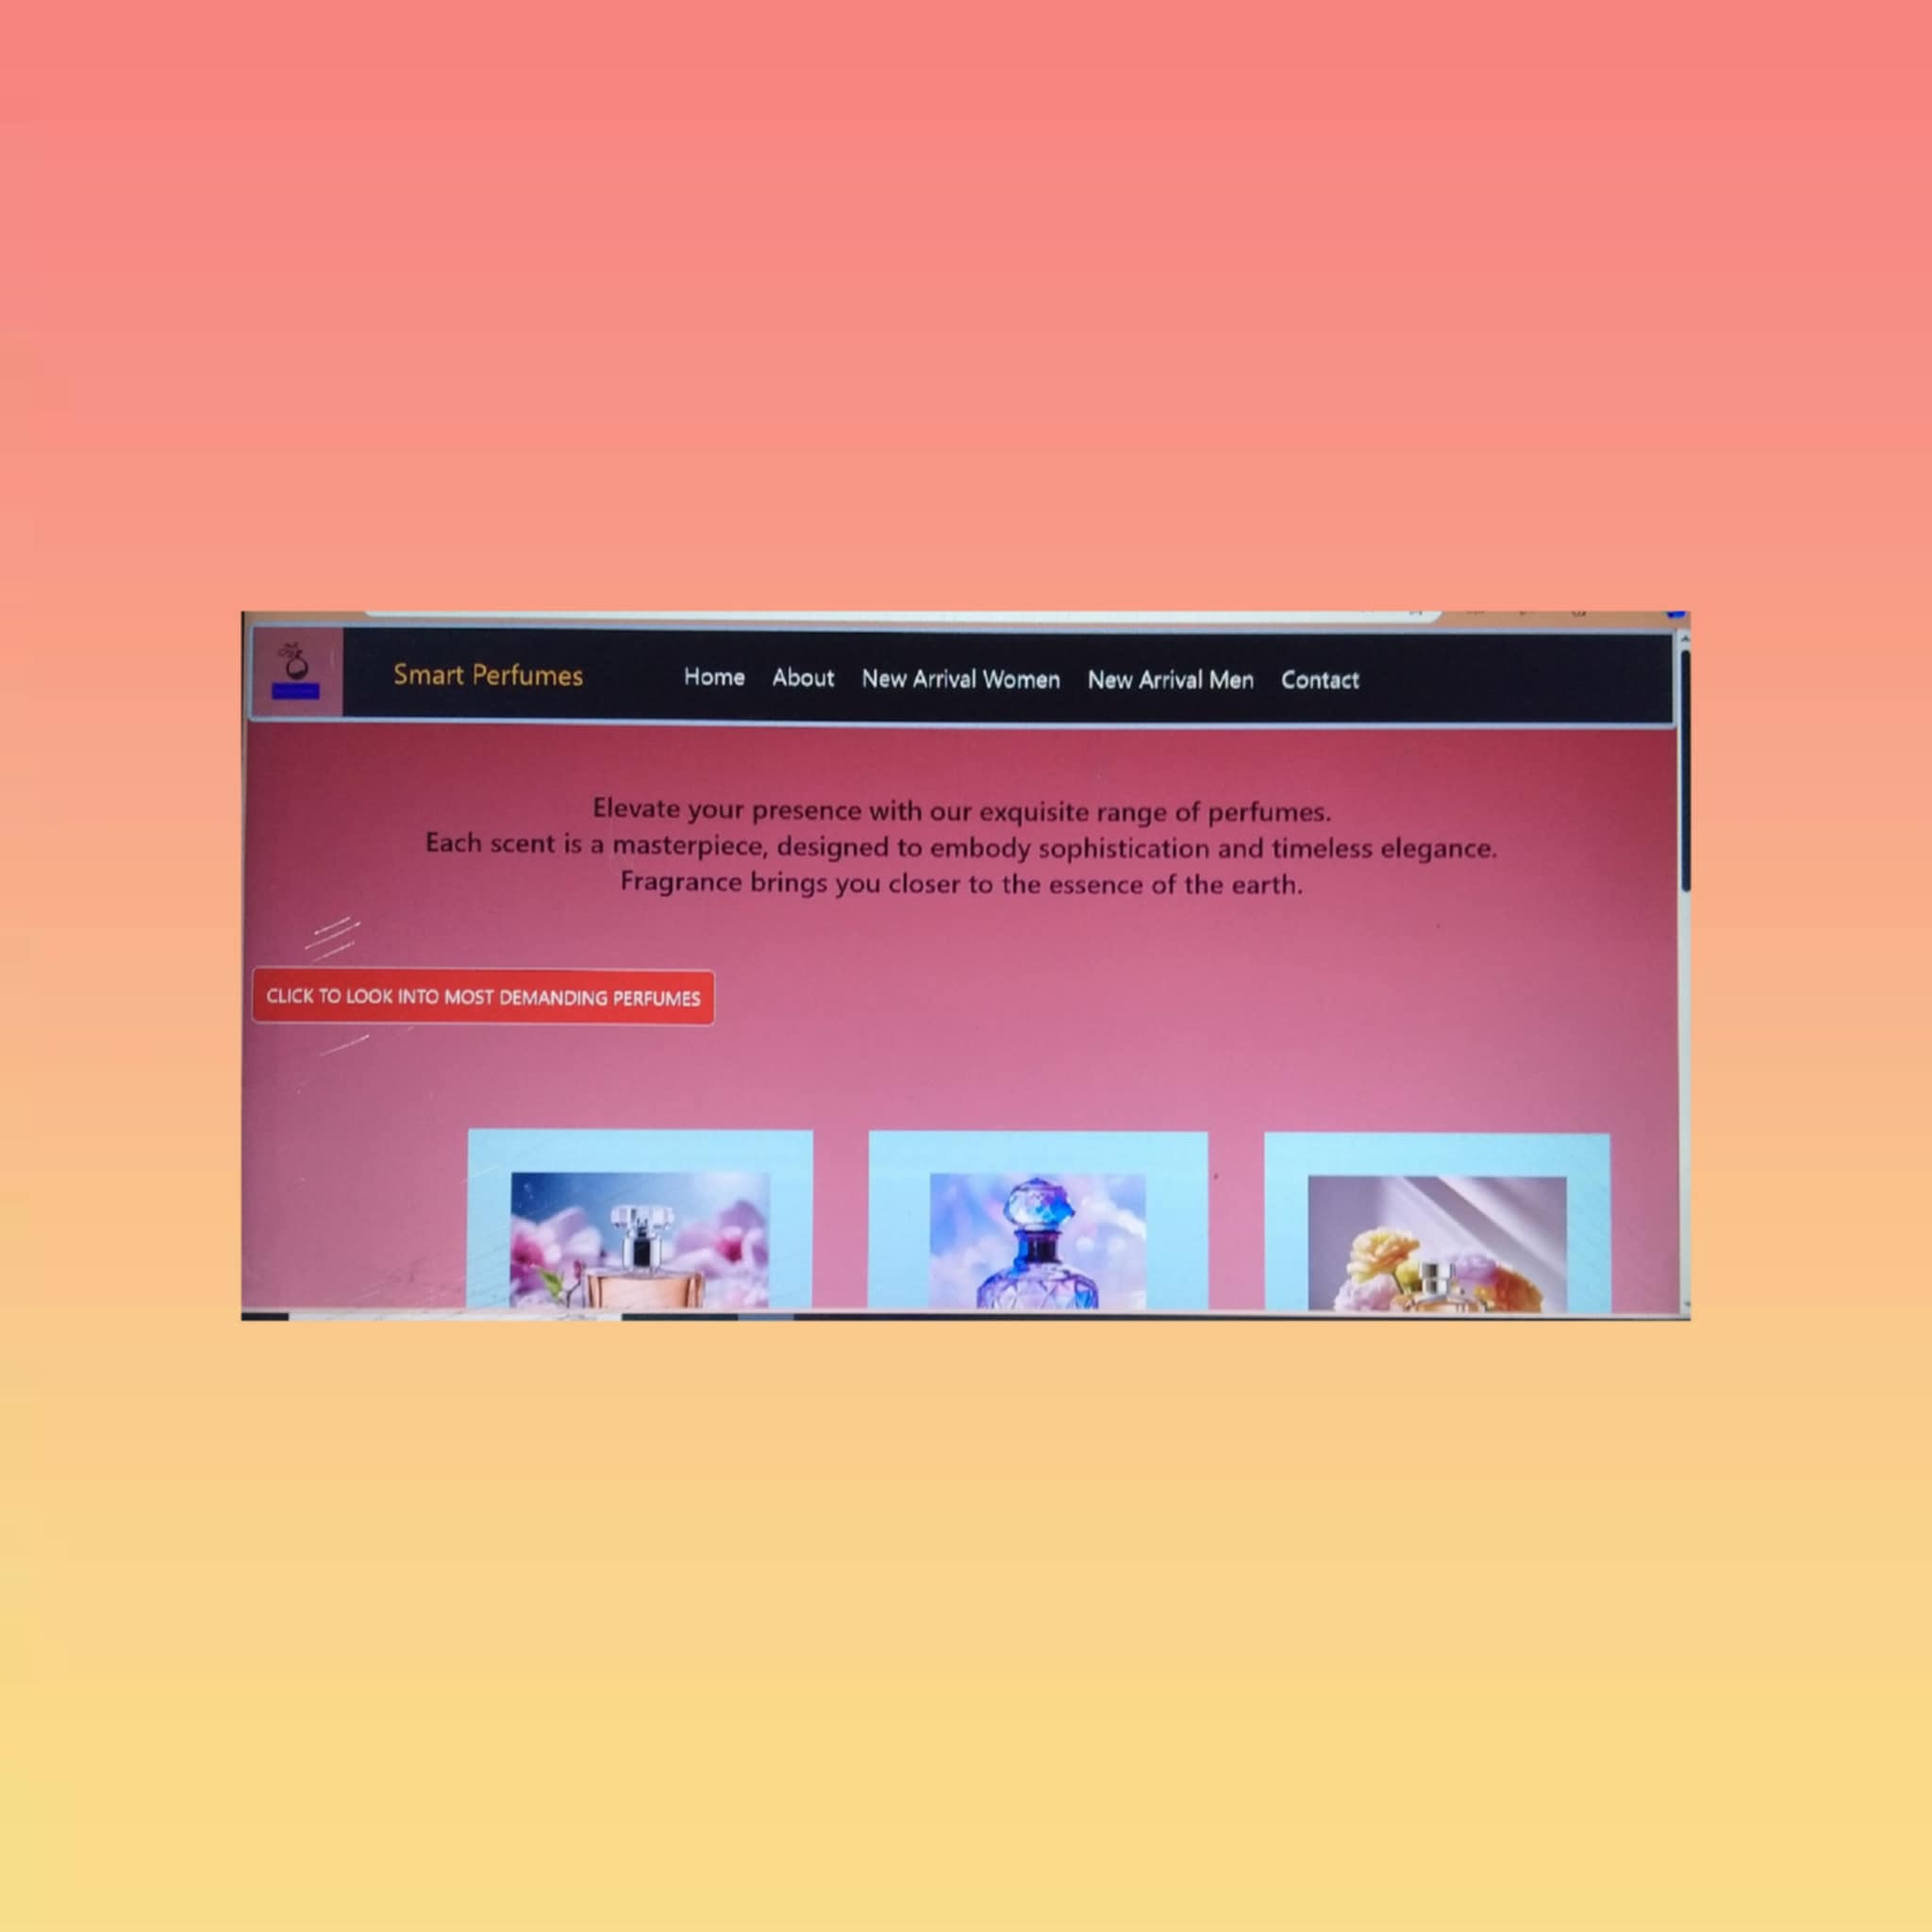 Smart Perfumes
Home About New Arrival Women New Arrival Men Contact
Elevate your presence with our exquisite range of perfumes.
Each scent is a masterpiece, designed to embody sophistication and timeless elegance.
Fragrance brings you closer to the essence of the earth.
CLICK TO LOOK INTO MOST DEMANDING PERFUMES